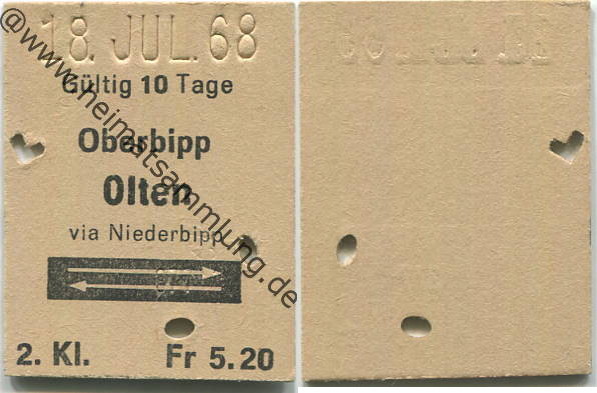 18. JUL. 68
Gültig 10 Tage
Oberbipp
Olten
via Niederbipp
2. Kl. Fr 5.20
@www.heimatsammlung.de